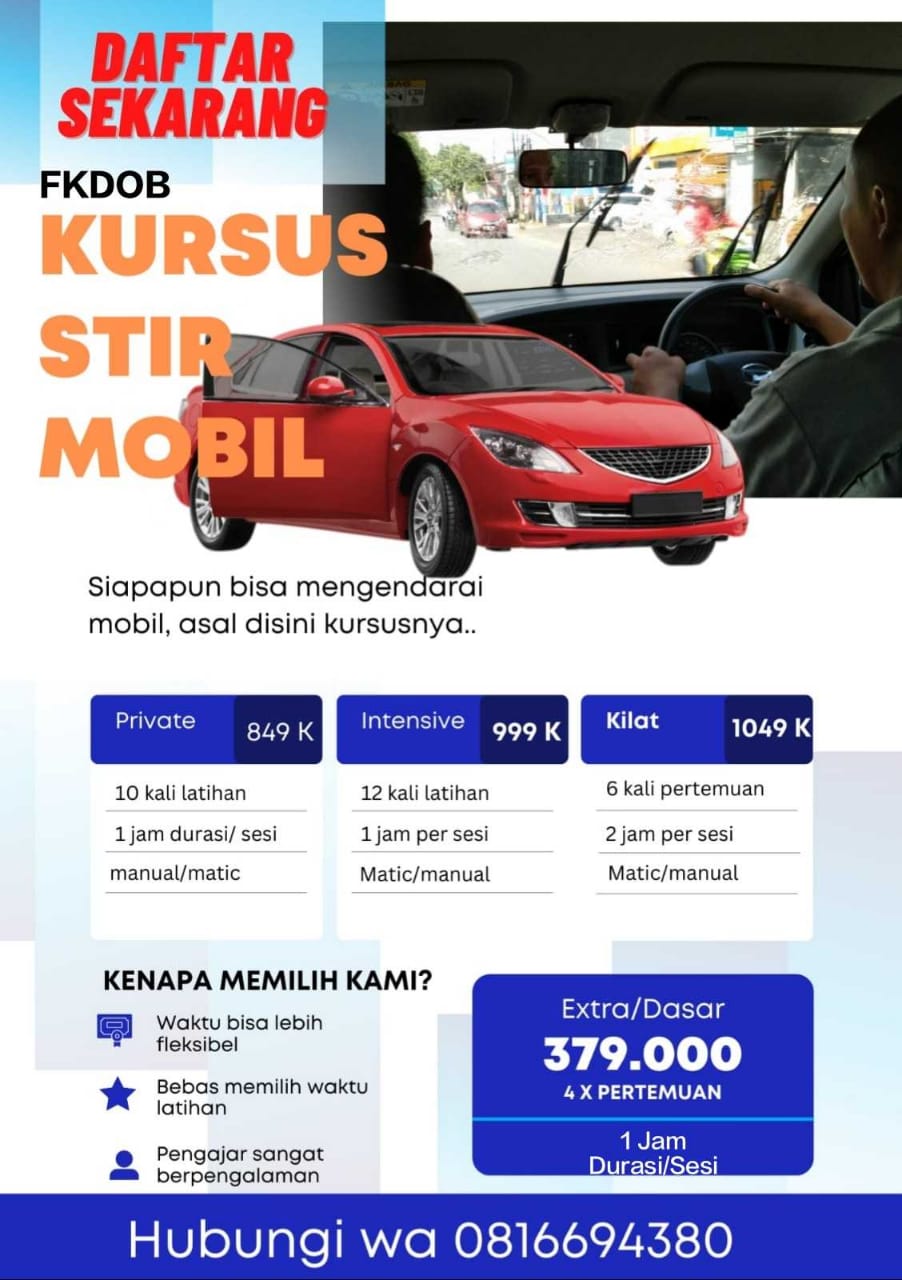 DAFTAR
SEKARANG
FKDOB
KURSUS
STIR
MOBIL
Siapapun bisa mengendarai
mobil, asal disini kursusnya..
Private 849 K
10 kali latihan
1 jam durasi/ sesi
manual/matic
Intensive 999 K
12 kali latihan
1 jam per sesi
Matic/manual
Kilat 1049 K
6 kali pertemuan
2 jam per sesi
Matic/manual
KENAPA MEMILIH KAMI?
Waktu bisa lebih
fleksibel
Bebas memilih waktu
latihan
Pengajar sangat
berpengalaman
Extra/Dasar
379.000
4 X PERTEMUAN
1 Jam
Durasi/Sesi
Hubungi wa 0816694380